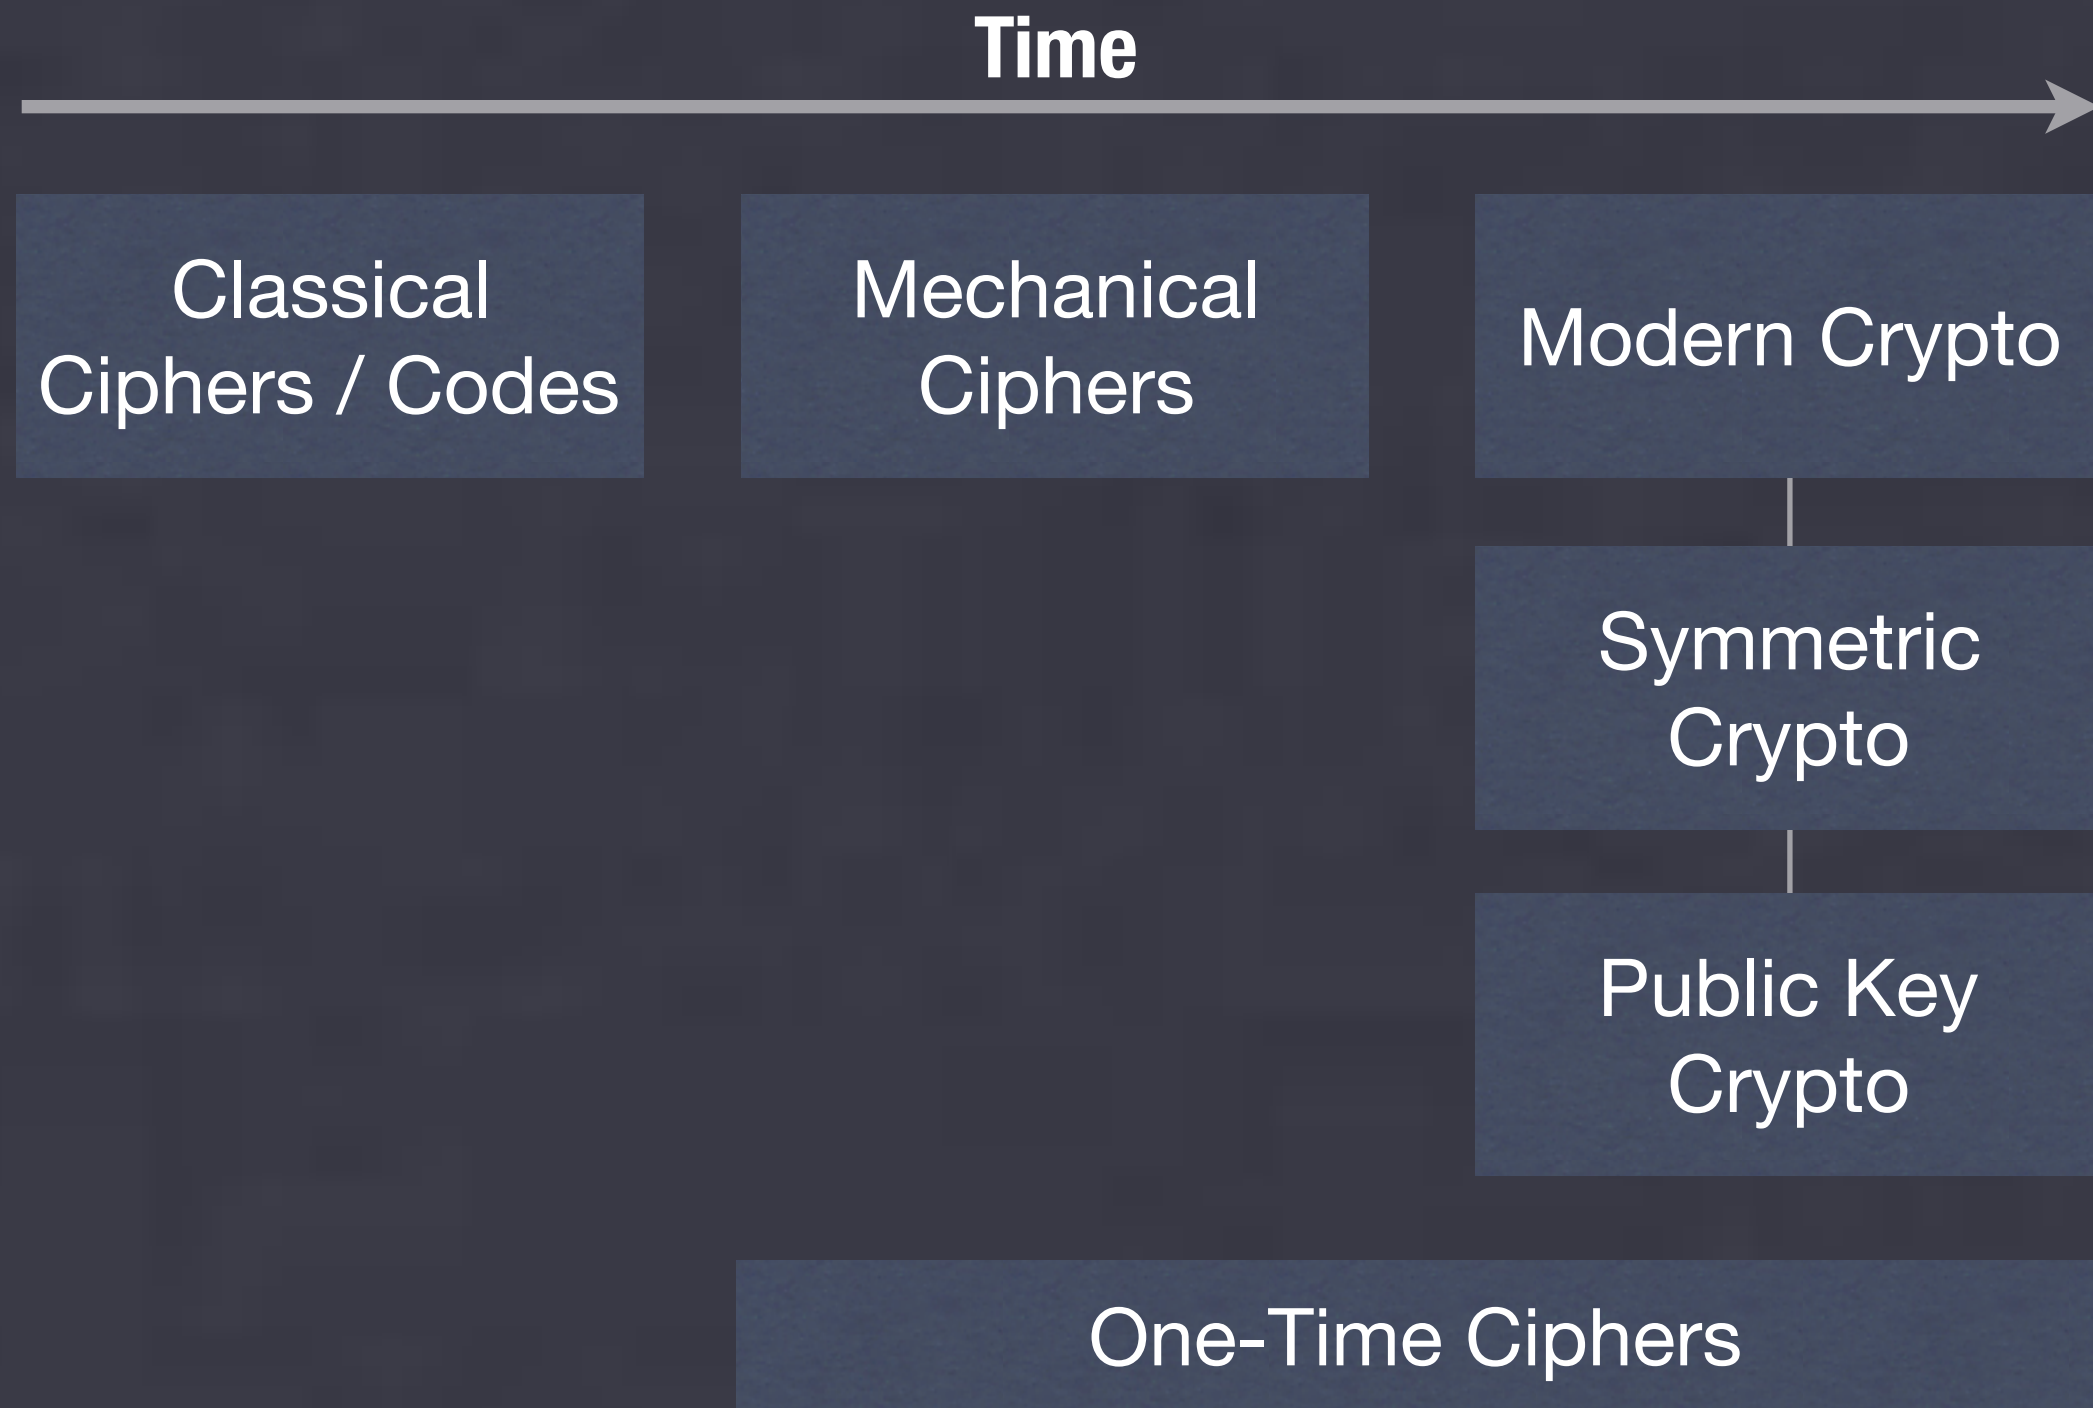 Time
Classical
Ciphers / Codes
Mechanical
Ciphers
Modern Crypto
Symmetric
Crypto
Public Key
Crypto
One-Time Ciphers